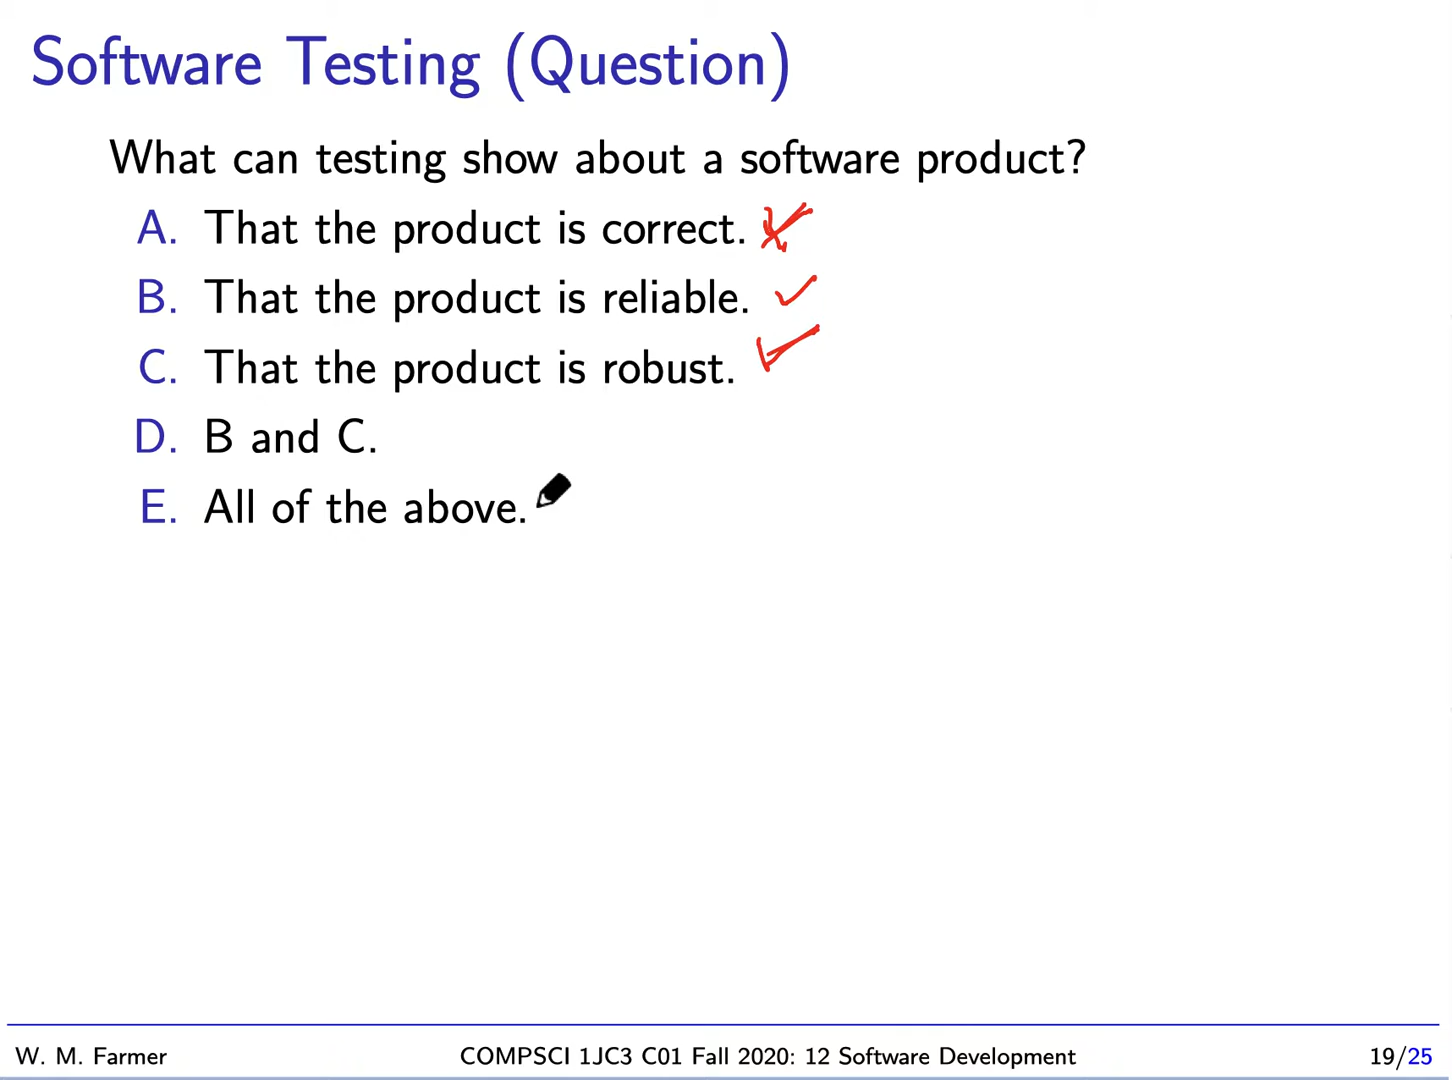 Software Testing (Question)
What can testing show about a software product?
A. That the product is correct.
B. That the product is reliable.
C. That the product is robust.
D. B and C.
E. All of the above.
W. M. Farmer COMPSCI 1JC3 C01 Fall 2020: 12 Software Development 19/25